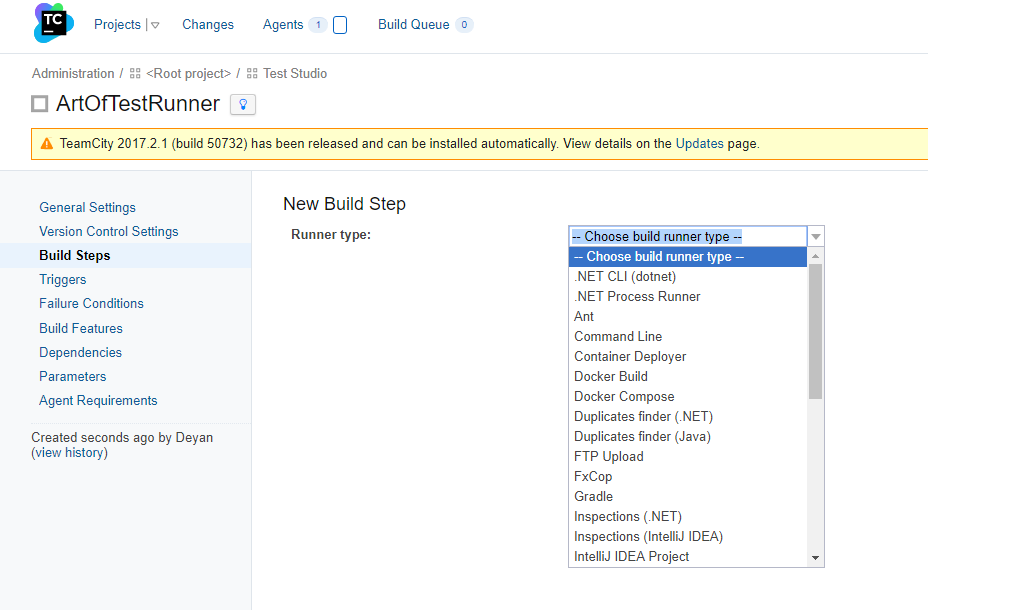 TC Projects | Changes Agents 1 Build Queue 0
Administration / <Root project> / Test Studio
ArtOfTestRunner
TeamCity 2017.2.1 (build 50732) has been released and can be installed automatically. View details on the Updates page.
General Settings
Version Control Settings
Build Steps
Triggers
Failure Conditions
Build Features
Dependencies
Parameters
Agent Requirements
Created seconds ago by Deyan
(view history)
New Build Step
Runner type:
-- Choose build runner type --
-- Choose build runner type --
.NET CLI (dotnet)
.NET Process Runner
Ant
Command Line
Container Deployer
Docker Build
Docker Compose
Duplicates finder (.NET)
Duplicates finder (Java)
FTP Upload
FxCop
Gradle
Inspections (.NET)
Inspections (IntelliJ IDEA)
IntelliJ IDEA Project